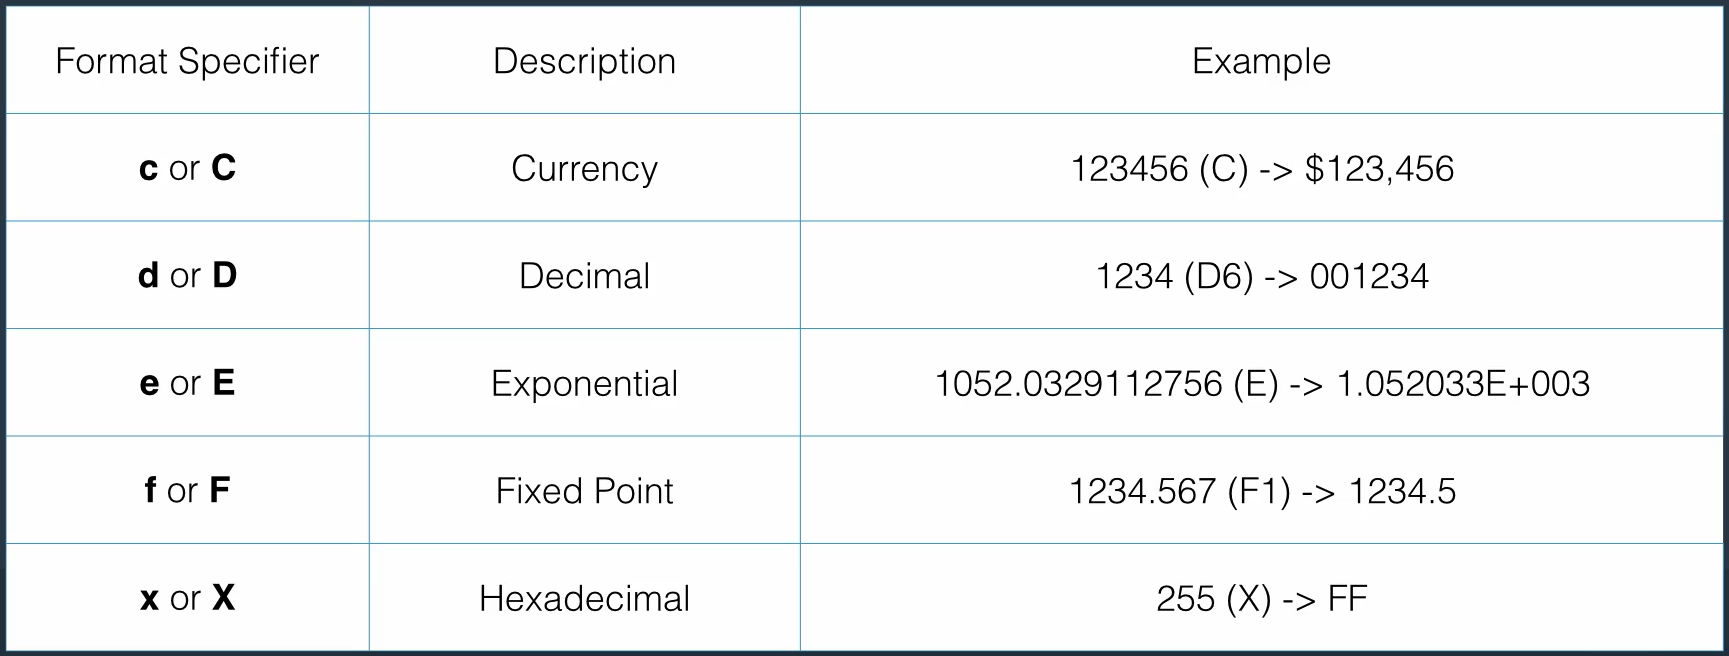 Format Specifier Description Example
c or C Currency 123456 (C) -> $123,456
d or D Decimal 1234 (D6) -> 001234
e or E Exponential 1052.0329112756 (E) -> 1.052033E+003
f or F Fixed Point 1234.567 (F1) -> 1234.5
x or X Hexadecimal 255 (X) -> FF